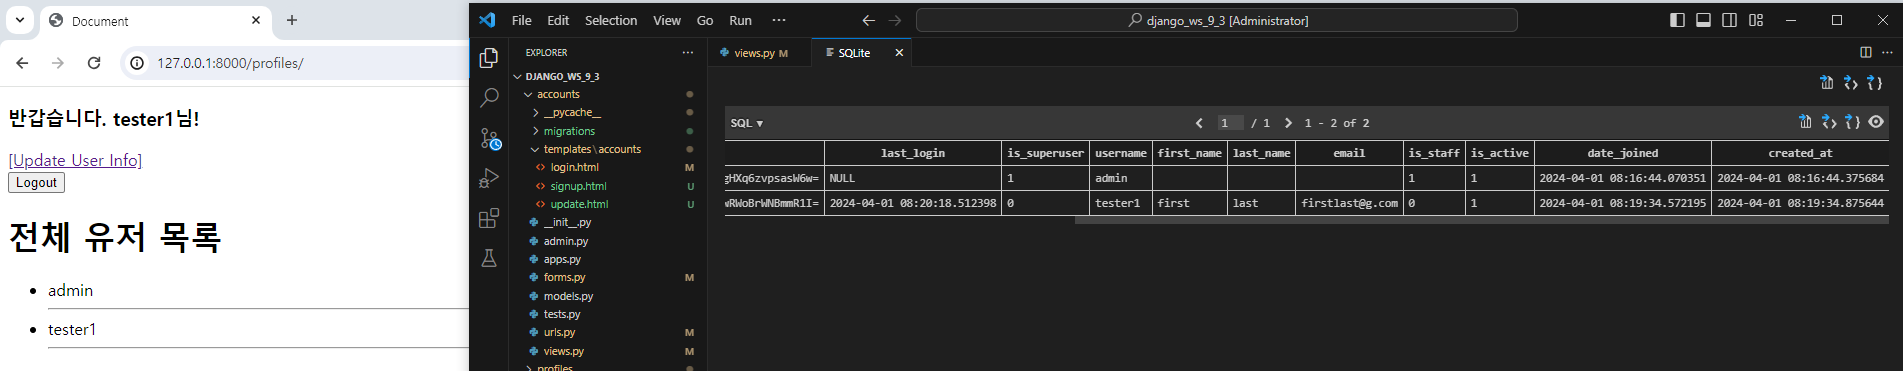 Document
127.0.0.1:8000/profiles/
반갑습니다. tester1님!
[Update User Info]
Logout
전체 유저 목록
admin
tester1
File Edit Selection View Go Run ···
django_ws_9_3 [Administrator]
EXPLORER ···
DJANGO_WS_9_3
accounts
__pycache__
migrations
templates\accounts
login.html M
signup.html U
update.html U
__init__.py
admin.py
apps.py
forms.py M
models.py
tests.py
urls.py M
views.py M
profiles
views.py M
SQLite
SQL ▾ 1 / 1 1 - 2 of 2
last_login is_superuser username first_name last_name email is_staff is_active date_joined created_at
gHXq6zvpsasW6w= NULL 1 admin 1 1 2024-04-01 08:16:44.070351 2024-04-01 08:16:44.375684
wRWoBrWNBmmR1I= 2024-04-01 08:20:18.512398 0 tester1 first last firstlast@g.com 0 1 2024-04-01 08:19:34.572195 2024-04-01 08:19:34.875644